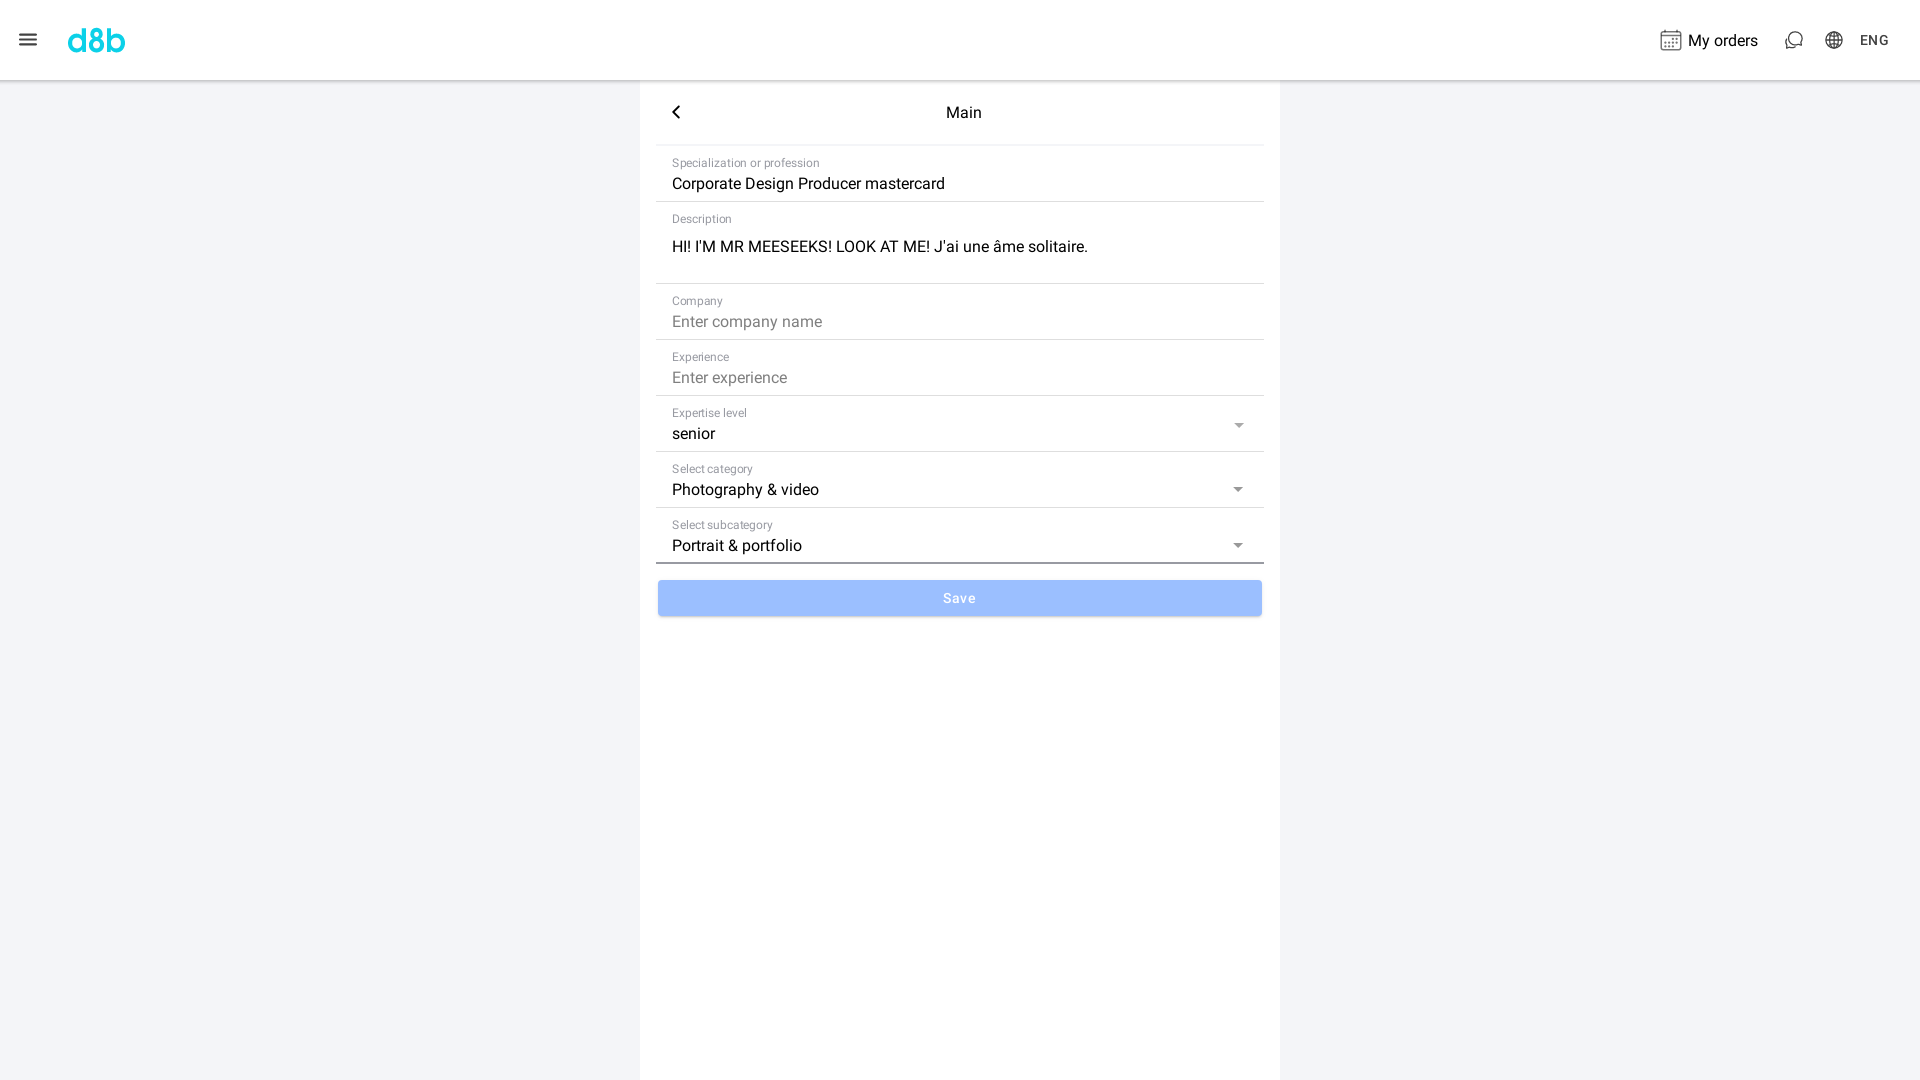 d8b
My orders
ENG
Main
Specialization or profession
Corporate Design Producer mastercard
Description
HI! I'M MR MEESEEKS! LOOK AT ME! J'ai une âme solitaire.
Company
Enter company name
Experience
Enter experience
Expertise level
senior
Select category
Photography & video
Select subcategory
Portrait & portfolio
Save